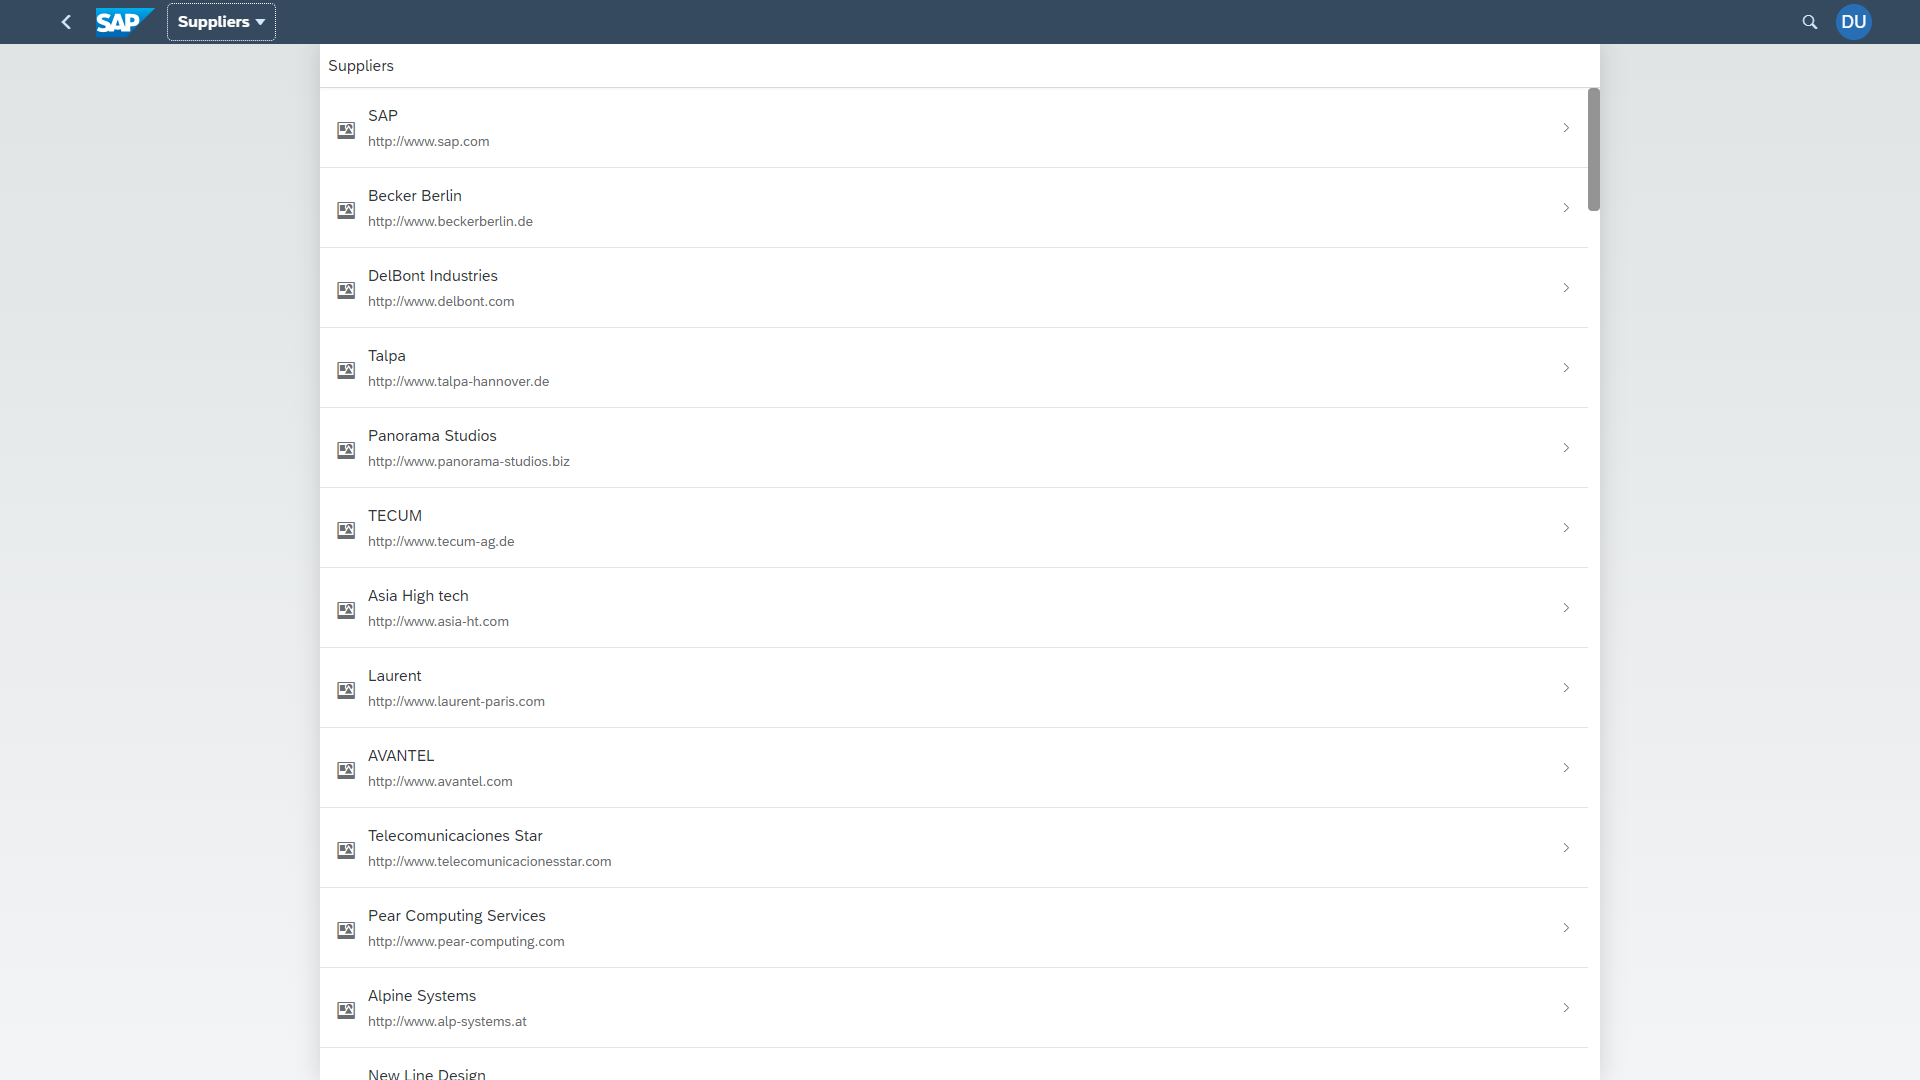 SAP Suppliers DU
Suppliers
SAP
http://www.sap.com
Becker Berlin
http://www.beckerberlin.de
DelBont Industries
http://www.delbont.com
Talpa
http://www.talpa-hannover.de
Panorama Studios
http://www.panorama-studios.biz
TECUM
http://www.tecum-ag.de
Asia High tech
http://www.asia-ht.com
Laurent
http://www.laurent-paris.com
AVANTEL
http://www.avantel.com
Telecomunicaciones Star
http://www.telecomunicacionesstar.com
Pear Computing Services
http://www.pear-computing.com
Alpine Systems
http://www.alp-systems.at
New Line Design